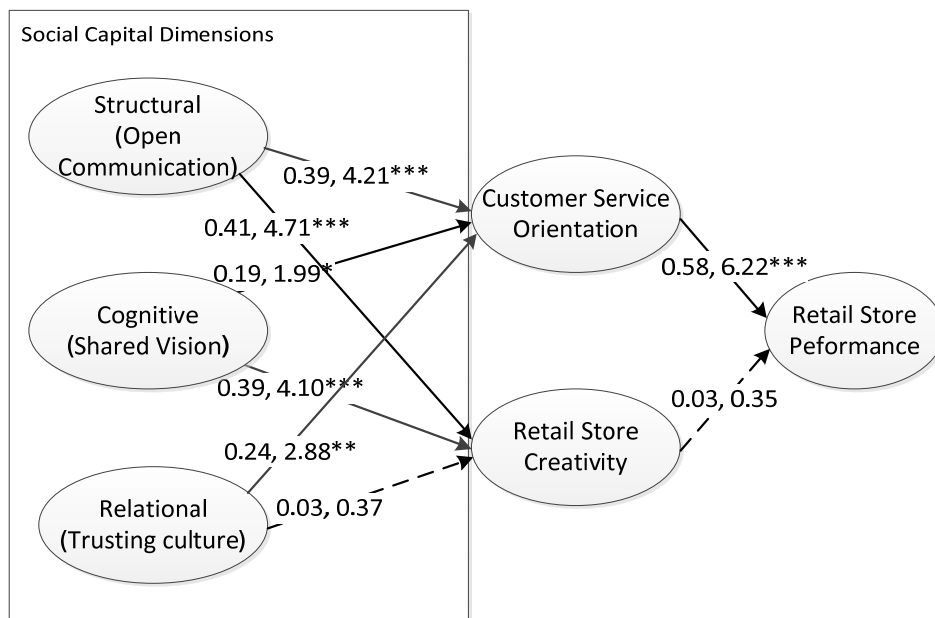 Social Capital Dimensions
Structural
(Open
Communication)
0.39, 4.21***
0.41, 4.71***
0.19, 1.99*
Cognitive
(Shared Vision)
0.39, 4.10***
0.24, 2.88**
Relational
(Trusting culture)
0.03, 0.37
Customer Service
Orientation
Retail Store
Creativity
0.58, 6.22***
0.03, 0.35
Retail Store
Peformance